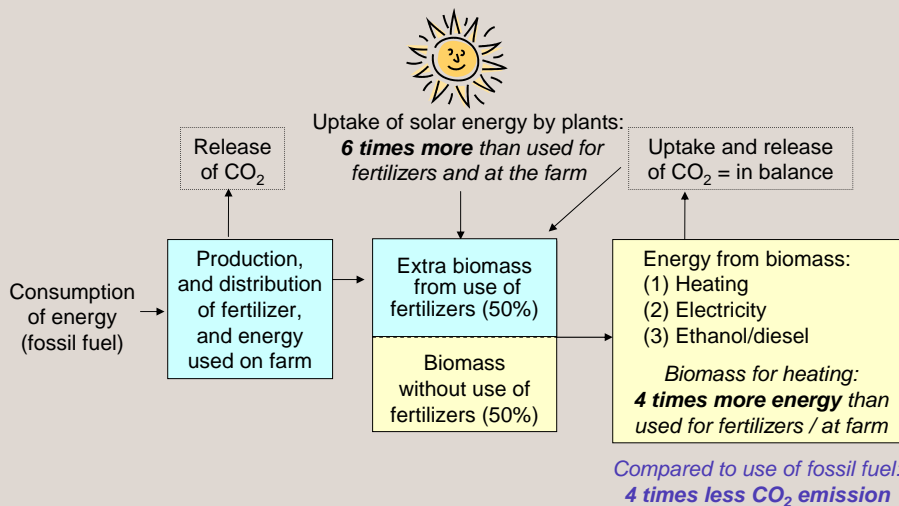 Uptake of solar energy by plants:
6 times more than used for
fertilizers and at the farm
Release
of CO₂
Uptake and release
of CO₂ = in balance
Consumption
of energy
(fossil fuel)
Production,
and distribution
of fertilizer,
and energy
used on farm
Extra biomass
from use of
fertilizers (50%)
Biomass
without use of
fertilizers (50%)
Energy from biomass:
(1) Heating
(2) Electricity
(3) Ethanol/diesel
Biomass for heating:
4 times more energy than
used for fertilizers / at farm
Compared to use of fossil fuel:
4 times less CO₂ emission